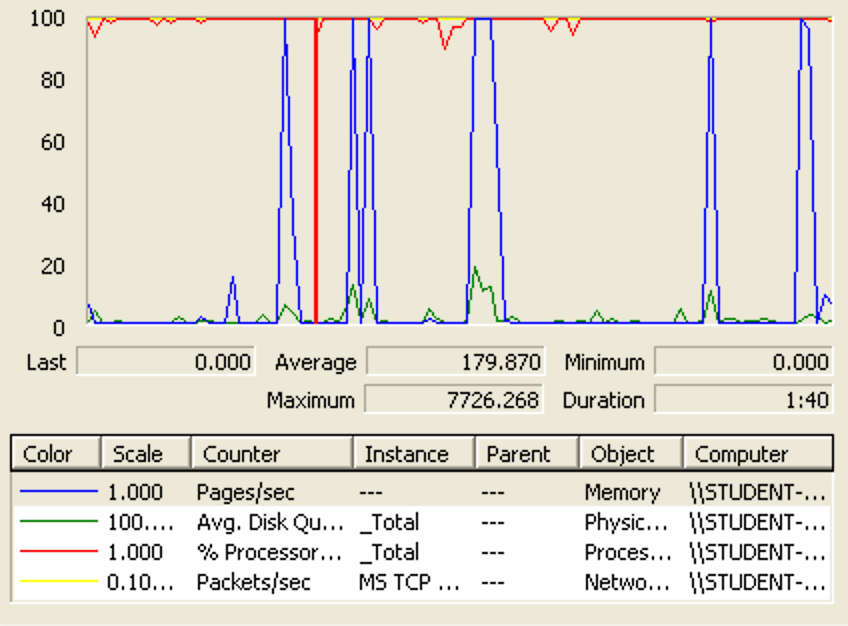 100
80
60
40
20
0
Last 0.000 Average 179.870 Minimum 0.000
Maximum 7726.268 Duration 1:40
Color Scale Counter Instance Parent Object Computer
1.000 Pages/sec --- --- Memory \\STUDENT-...
100.... Avg. Disk Qu... _Total --- Physic... \\STUDENT-...
1.000 % Processor... _Total --- Proces... \\STUDENT-...
0.10... Packets/sec MS TCP ... --- Netwo... \\STUDENT-...